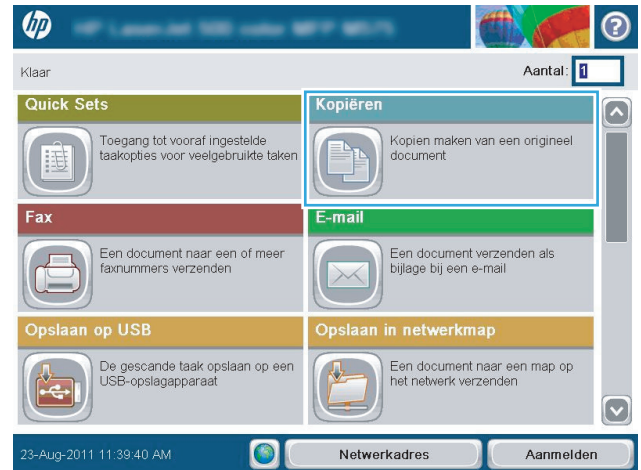 hp
Klaar
Aantal: 1
Quick Sets
Toegang tot vooraf ingestelde
taakopties voor veelgebruikte taken
Kopiëren
Kopien maken van een origineel
document
Fax
Een document naar een of meer
faxnummers verzenden
E-mail
Een document verzenden als
bijlage bij een e-mail
Opslaan op USB
De gescande taak opslaan op een
USB-opslagapparaat
Opslaan in netwerkmap
Een document naar een map op
het netwerk verzenden
23-Aug-2011 11:39:40 AM
Netwerkadres
Aanmelden